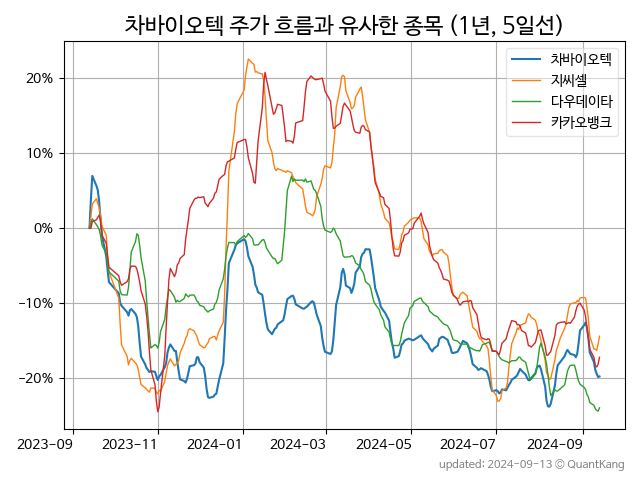 차바이오텍 주가 흐름과 유사한 종목 (1년, 5일선)
차바이오텍
지씨셀
다우데이타
카카오뱅크
20%
10%
0%
−10%
−20%
2023-09 2023-11 2024-01 2024-03 2024-05 2024-07 2024-09
updated: 2024-09-13 ⓒ QuantKang